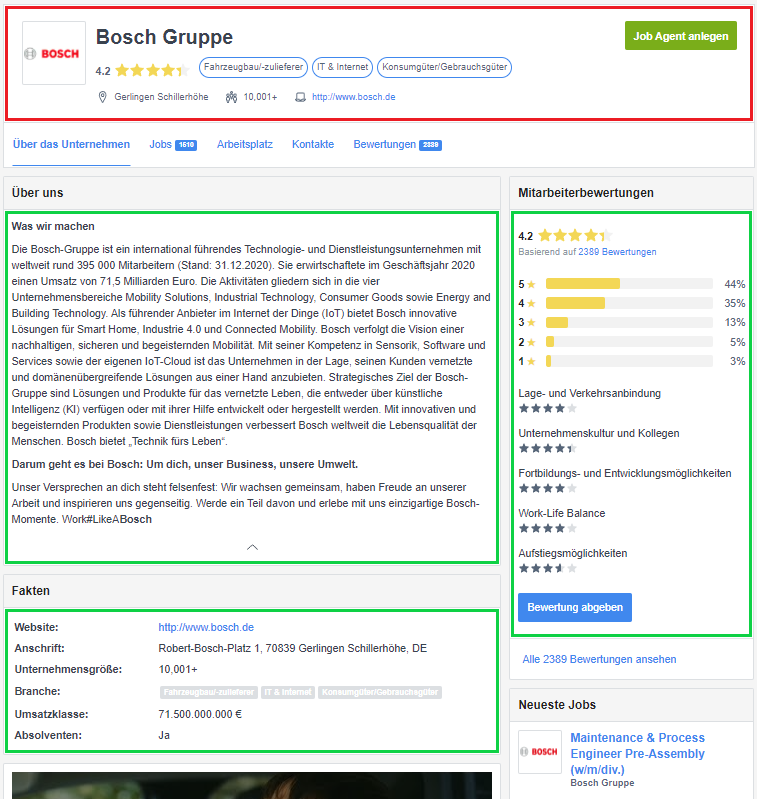 BOSCH
Bosch Gruppe
Job Agent anlegen
4.2
Fahrzeugbau/-zulieferer
IT & Internet
Konsumgüter/Gebrauchsgüter
Gerlingen Schillerhöhe
10,001+
http://www.bosch.de
Über das Unternehmen
Jobs 1510
Arbeitsplatz
Kontakte
Bewertungen 2389
Über uns
Was wir machen
Die Bosch-Gruppe ist ein international führendes Technologie- und Dienstleistungsunternehmen mit
weltweit rund 395 000 Mitarbeitern (Stand: 31.12.2020). Sie erwirtschaftete im Geschäftsjahr 2020
einen Umsatz von 71,5 Milliarden Euro. Die Aktivitäten gliedern sich in die vier
Unternehmensbereiche Mobility Solutions, Industrial Technology, Consumer Goods sowie Energy and
Building Technology. Als führender Anbieter im Internet der Dinge (IoT) bietet Bosch innovative
Lösungen für Smart Home, Industrie 4.0 und Connected Mobility. Bosch verfolgt die Vision einer
nachhaltigen, sicheren und begeisternden Mobilität. Mit seiner Kompetenz in Sensorik, Software und
Services sowie der eigenen IoT-Cloud ist das Unternehmen in der Lage, seinen Kunden vernetzte
und domänenübergreifende Lösungen aus einer Hand anzubieten. Strategisches Ziel der Bosch-
Gruppe sind Lösungen und Produkte für das vernetzte Leben, die entweder über künstliche
Intelligenz (KI) verfügen oder mit ihrer Hilfe entwickelt oder hergestellt werden. Mit innovativen und
begeisternden Produkten sowie Dienstleistungen verbessert Bosch weltweit die Lebensqualität der
Menschen. Bosch bietet „Technik fürs Leben“.
Darum geht es bei Bosch: Um dich, unser Business, unsere Umwelt.
Unser Versprechen an dich steht felsenfest: Wir wachsen gemeinsam, haben Freude an unserer
Arbeit und inspirieren uns gegenseitig. Werde ein Teil davon und erlebe mit uns einzigartige Bosch-
Momente. Work#LikeABosch
Fakten
Website: http://www.bosch.de
Anschrift: Robert-Bosch-Platz 1, 70839 Gerlingen Schillerhöhe, DE
Unternehmensgröße: 10,001+
Branche: Fahrzeugbau/-zulieferer IT & Internet Konsumgüter/Gebrauchsgüter
Umsatzklasse: 71.500.000.000 €
Absolventen: Ja
Mitarbeiterbewertungen
4.2
Basierend auf 2389 Bewertungen
5 44%
4 35%
3 13%
2 5%
1 3%
Lage- und Verkehrsanbindung
Unternehmenskultur und Kollegen
Fortbildungs- und Entwicklungsmöglichkeiten
Work-Life Balance
Aufstiegsmöglichkeiten
Bewertung abgeben
Alle 2389 Bewertungen ansehen
Neueste Jobs
BOSCH
Maintenance & Process
Engineer Pre-Assembly
(w/m/div.)
Bosch Gruppe